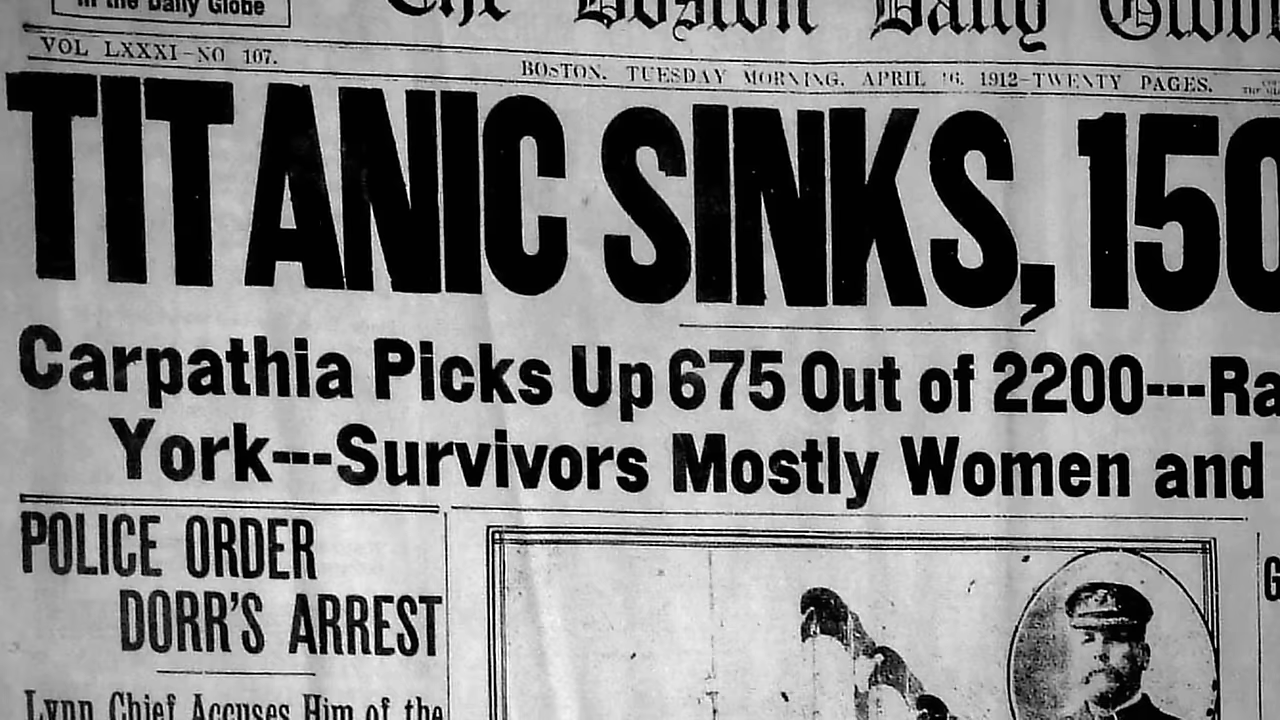 in the Daily Globe
The Boston Daily Globe
VOL LXXXI-NO 107.
BOSTON, TUESDAY MORNING, APRIL 16, 1912-TWENTY PAGES.
TITANIC SINKS, 150
Carpathia Picks Up 675 Out of 2200---Ra
York---Survivors Mostly Women and
POLICE ORDER
DORR'S ARREST
Lynn Chief Accuses Him of the
G